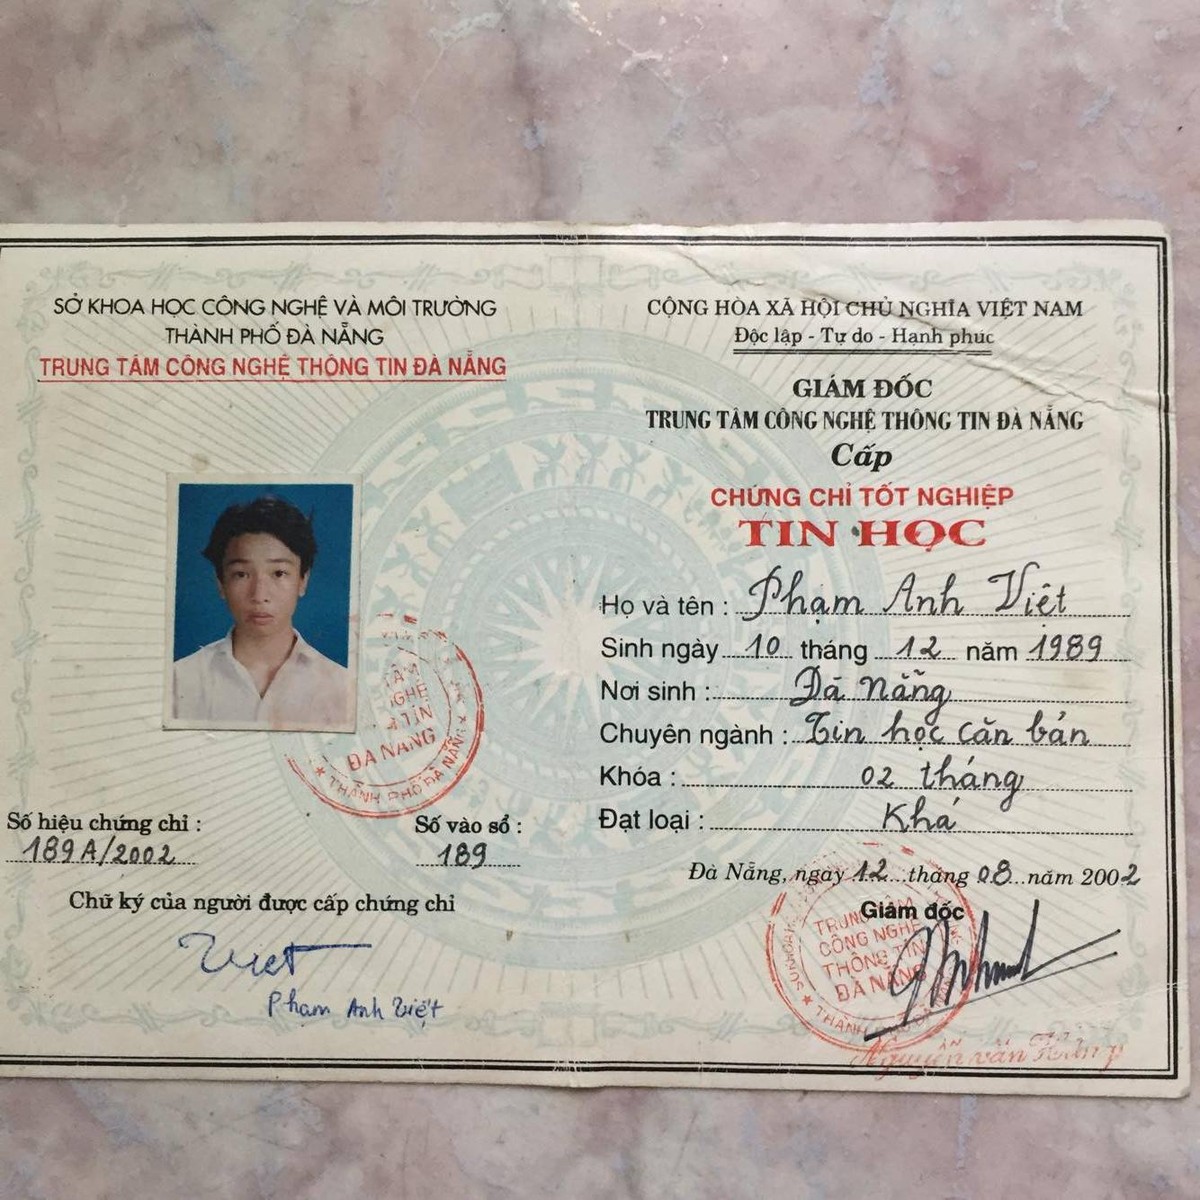 SỞ KHOA HỌC CÔNG NGHỆ VÀ MÔI TRƯỜNG
THÀNH PHỐ ĐÀ NẴNG
TRUNG TÂM CÔNG NGHỆ THÔNG TIN ĐÀ NẴNG
ĐÀ NẴNG
THÀNH PHỐ ĐÀ NẴNG
Số hiệu chứng chỉ :
189A/2002
Số vào sổ :
189
Chữ ký của người được cấp chứng chỉ
Việt
Phạm Anh Việt
CỘNG HÒA XÃ HỘI CHỦ NGHĨA VIỆT NAM
Độc lập - Tự do - Hạnh phúc
GIÁM ĐỐC
TRUNG TÂM CÔNG NGHỆ THÔNG TIN ĐÀ NẴNG
Cấp
CHỨNG CHỈ TỐT NGHIỆP
TIN HỌC
Họ và tên : Phạm Anh Việt
Sinh ngày 10 tháng 12 năm 1989
Nơi sinh : Đà Nẵng
Chuyên ngành : Tin học căn bản
Khóa : 02 tháng
Đạt loại : Khá
Đà Nẵng, ngày 12 tháng 08 năm 2002
Giám đốc
TRUNG TÂM
CÔNG NGHỆ
THÔNG TIN
ĐÀ NẴNG
Nguyễn văn